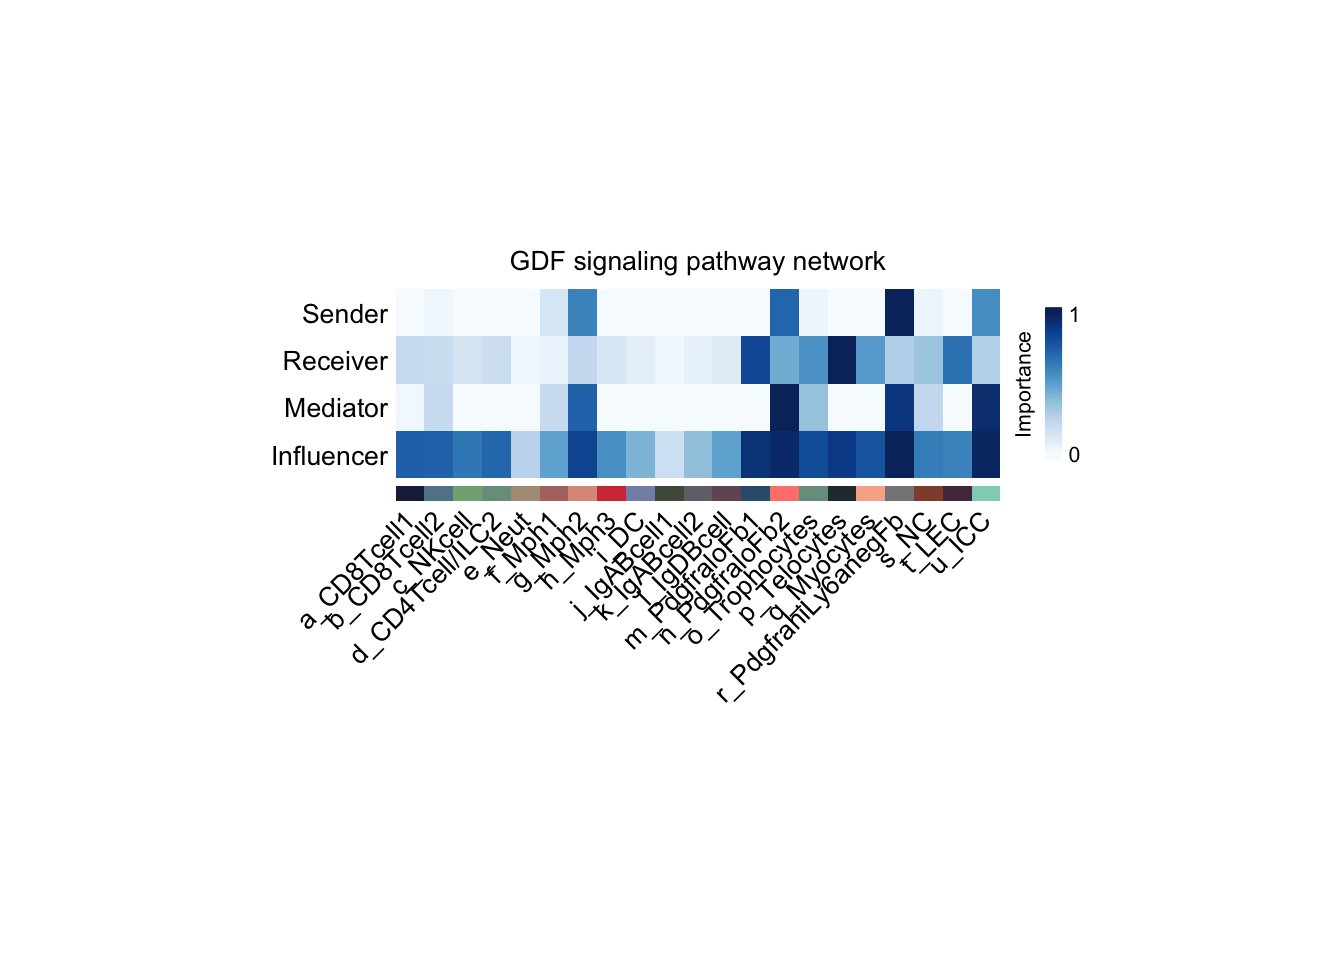 GDF signaling pathway network
Sender
Receiver
Mediator
Influencer
Importance
1
0
a_CD8Tcell1
b_CD8Tcell2
c_NKcell
d_CD4Tcell/ILC2
e_Neut
f_Mph1
g_Mph2
h_Mph3
i_DC
j_IgABcell1
k_IgABcell2
l_IgDBcell
m_PdgfraloFb1
n_PdgfraloFb2
o_Trophocytes
p_Telocytes
q_Myocytes
r_PdgfrahiLy6anegFb
s_NC
t_LEC
u_ICC